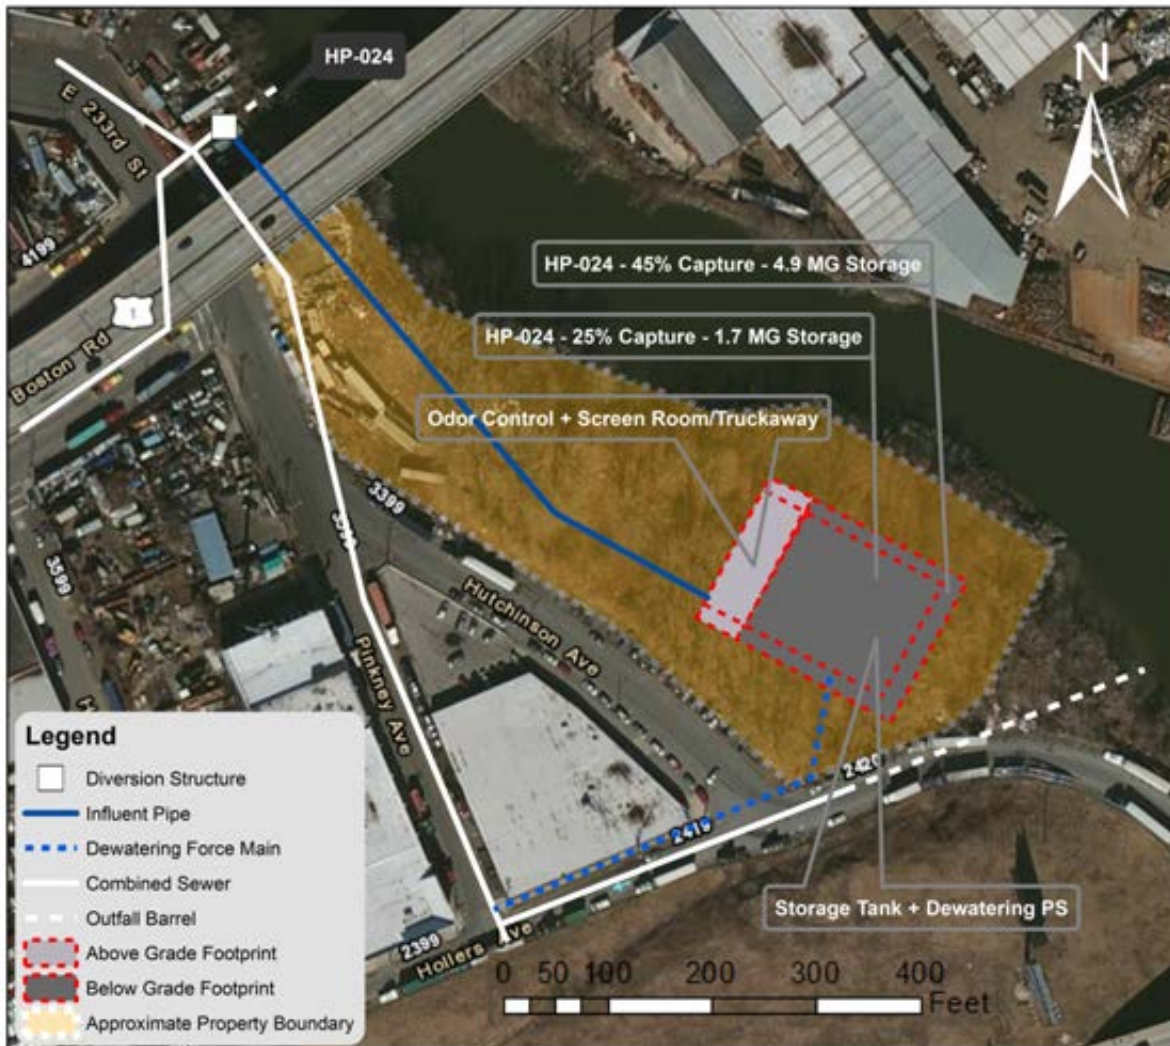 HP-024
N
E 233rd St
4199
1
Boston Rd
HP-024 - 45% Capture - 4.9 MG Storage
HP-024 - 25% Capture - 1.7 MG Storage
Odor Control + Screen Room/Truckaway
3399
3599
Hutchinson Ave
Pinkney Ave
2420
2419
Storage Tank + Dewatering PS
2399
Hollers Ave
0 50 100 200 300 400
Feet
Legend
Diversion Structure
Influent Pipe
Dewatering Force Main
Combined Sewer
Outfall Barrel
Above Grade Footprint
Below Grade Footprint
Approximate Property Boundary